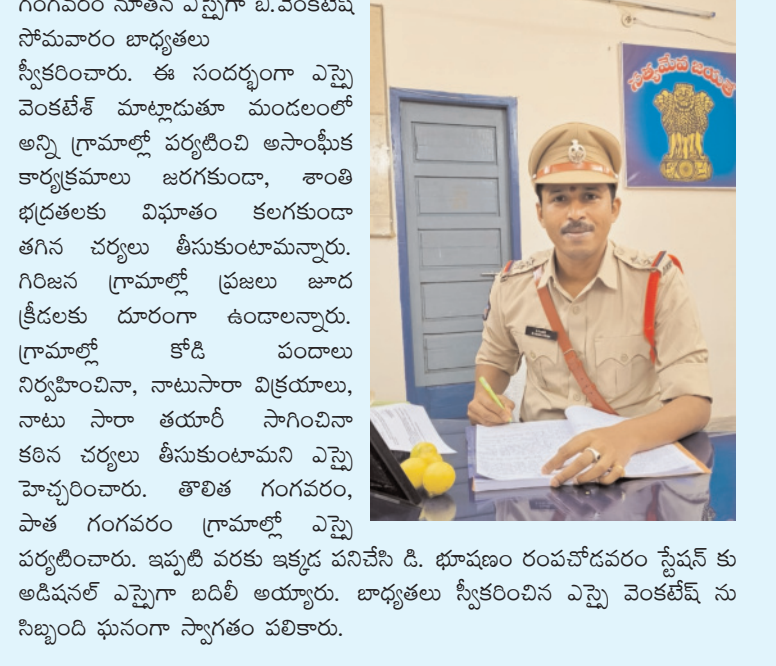 గంగవరం నూతన ఎస్సైగా బి.వెంకటేష్
సోమవారం బాధ్యతలు
స్వీకరించారు. ఈ సందర్భంగా ఎస్సై
వెంకటేశ్ మాట్లాడుతూ మండలంలో
అన్ని గ్రామాల్లో పర్యటించి అసాంఘీక
కార్యక్రమాలు జరగకుండా, శాంతి
భద్రతలకు విఘాతం కలగకుండా
తగిన చర్యలు తీసుకుంటామన్నారు.
గిరిజన గ్రామాల్లో ప్రజలు జూద
క్రీడలకు దూరంగా ఉండాలన్నారు.
గ్రామాల్లో కోడి పందాలు
నిర్వహించినా, నాటుసారా విక్రయాలు,
నాటు సారా తయారీ సాగించినా
కఠిన చర్యలు తీసుకుంటామని ఎస్సై
హెచ్చరించారు. తొలిత గంగవరం,
పాత గంగవరం గ్రామాల్లో ఎస్సై
పర్యటించారు. ఇప్పటి వరకు ఇక్కడ పనిచేసి డి. భూషణం రంపచోడవరం స్టేషన్ కు
అడిషనల్ ఎస్సైగా బదిలీ అయ్యారు. బాధ్యతలు స్వీకరించిన ఎస్సై వెంకటేష్ ను
సిబ్బంది ఘనంగా స్వాగతం పలికారు.
సత్యమేవ జయతే